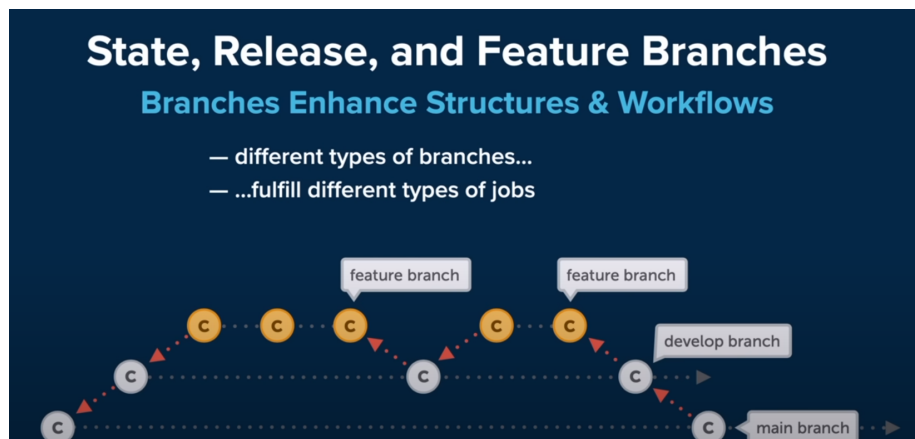 State, Release, and Feature Branches
Branches Enhance Structures & Workflows
— different types of branches...
— ...fulfill different types of jobs
feature branch
feature branch
C
C
C
C
C
develop branch
C
C
C
C
C
main branch